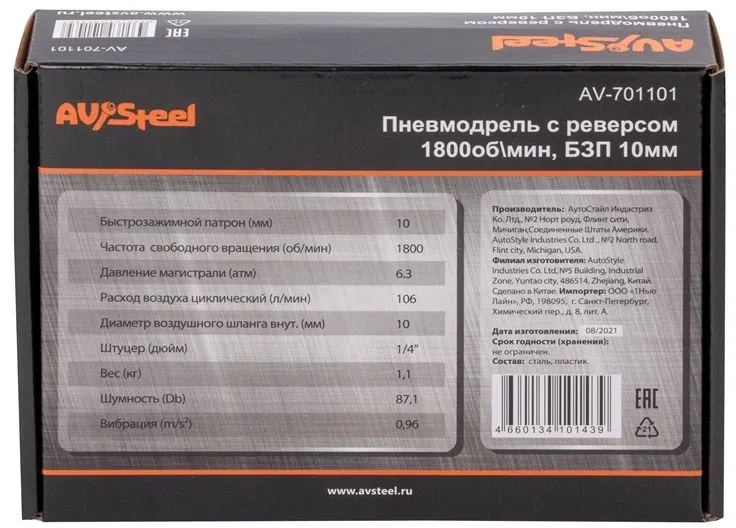 www.avsteel.ru
AV-701101
EAC
Пневмодрель с реверсом
1800об\мин, БЗП 10мм
AVSteel
AVSteel
AV-701101
Пневмодрель с реверсом
1800об\мин, БЗП 10мм
Быстрозажимной патрон (мм) 10
Частота свободного вращения (об/мин) 1800
Давление магистрали (атм) 6.3
Расход воздуха циклический (л/мин) 106
Диаметр воздушного шланга внут. (мм) 10
Штуцер (дюйм) 1/4"
Вес (кг) 1,1
Шумность (Db) 87,1
Вибрация (m/s²) 0,96
Производитель: АутоСтайл Индастриз
Ко. Лтд., №2 Норт роуд, Флинт сити,
Мичиган,Соединенные Штаты Америки.
AutoStyle Industries Co. Ltd ., №2 North road,
Flint city, Michigan, USA.
Филиал изготовителя: AutoStyle
Industries Co. Ltd, №5 Building, Industrial
Zone, Yuntao city, 486514, Zhejiang, Китай.
Сделано в Китае. Импортер: ООО «1Нью
Лайн», РФ, 198095, г. Санкт-Петербург,
Химический пер., д. 8, лит. А.
Дата изготовления: 08/2021
Срок годности (хранения):
не ограничен.
Состав: сталь, пластик.
4 660134 101439
EAC
21
www.avsteel.ru